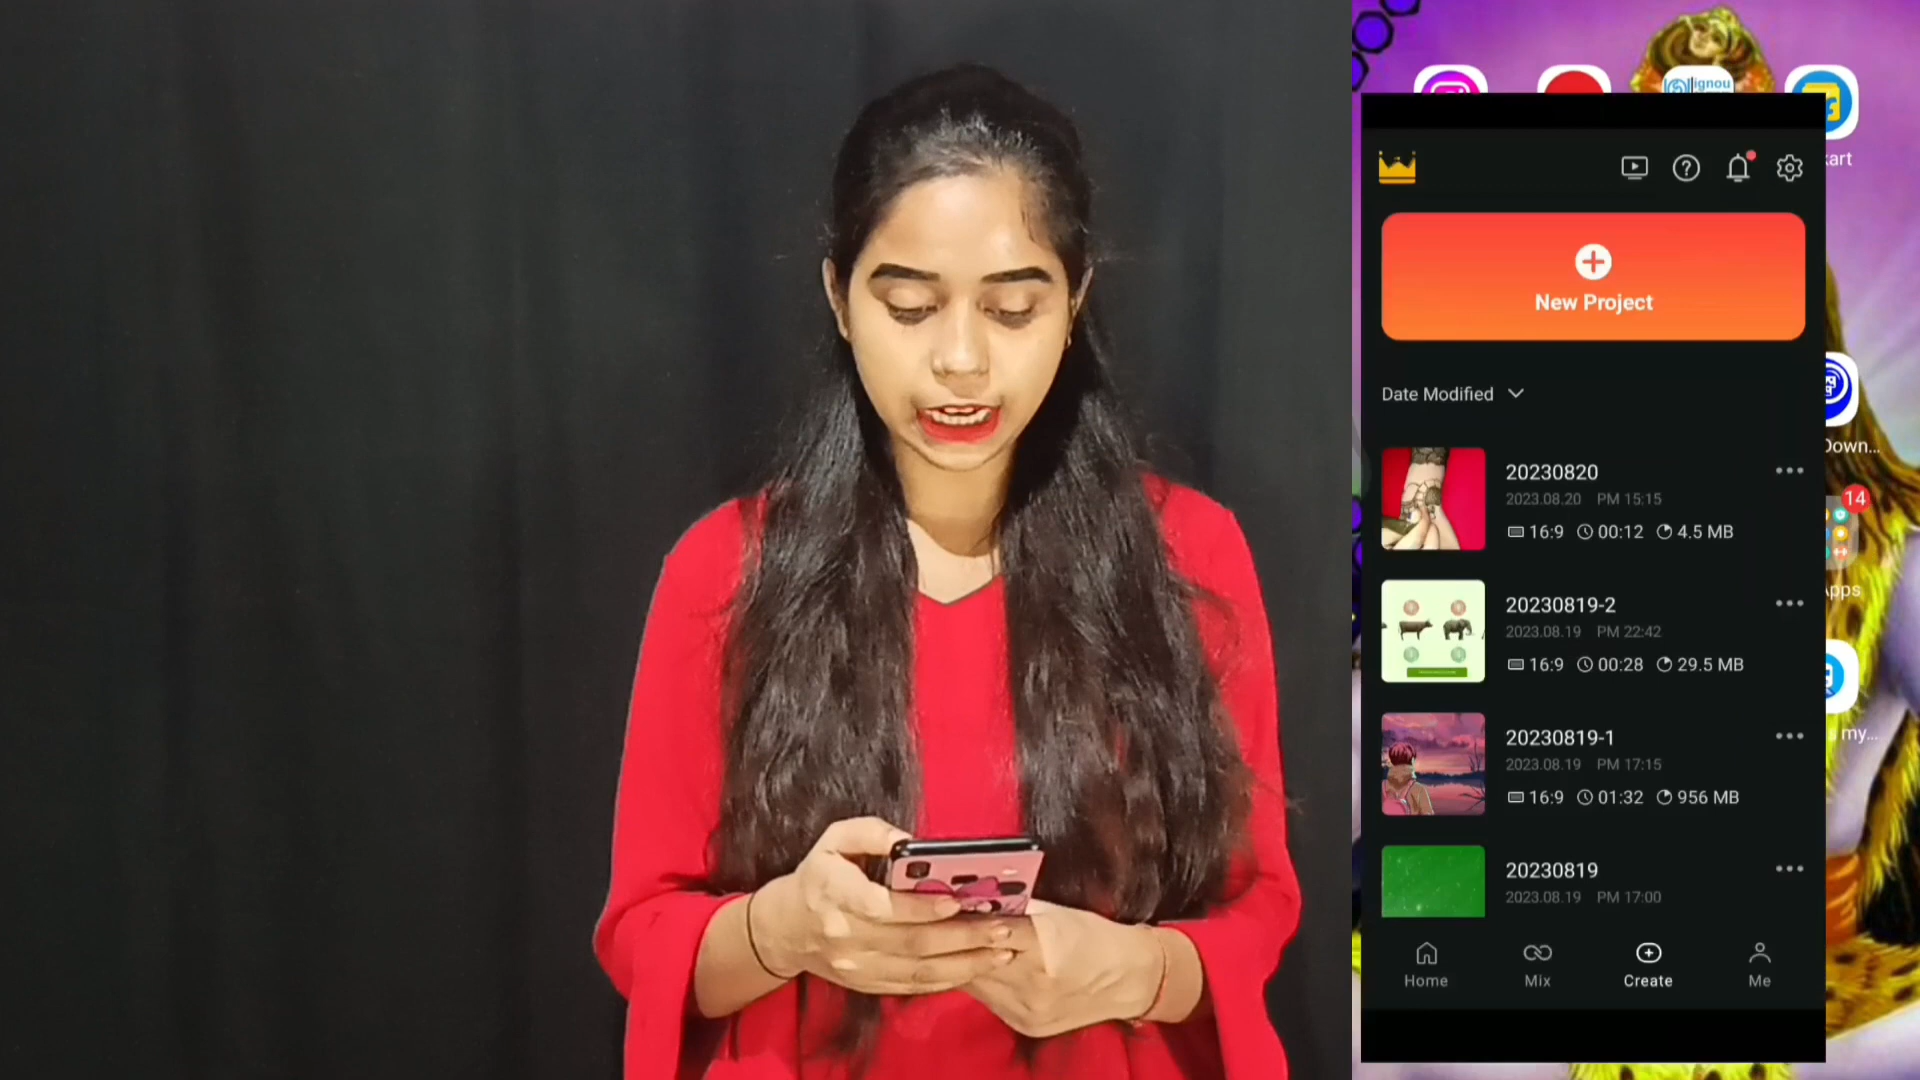 ignou
kart
New Project
Date Modified
20230820
2023.08.20 PM 15:15
16:9 00:12 4.5 MB
Down...
14
20230819-2
2023.08.19 PM 22:42
16:9 00:28 29.5 MB
Apps
20230819-1
2023.08.19 PM 17:15
16:9 01:32 956 MB
my...
20230819
2023.08.19 PM 17:00
Home
Mix
Create
Me